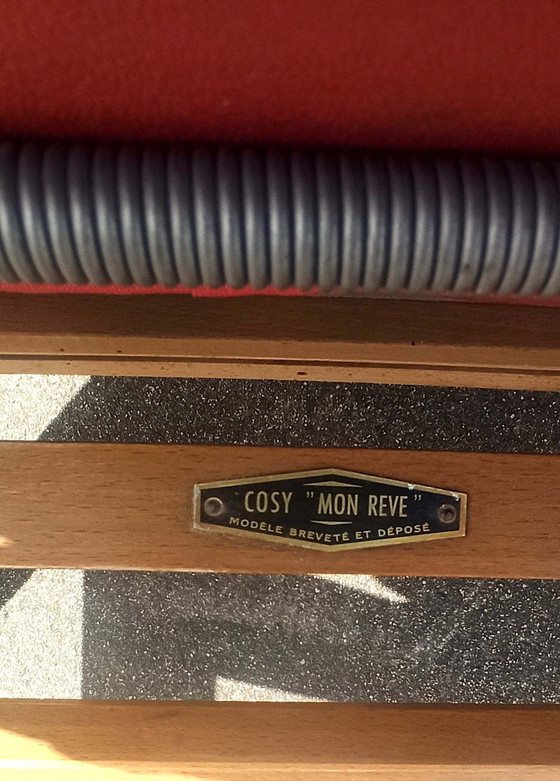 COSY "MON REVE"
MODÈLE BREVETÉ ET DÉPOSÉ